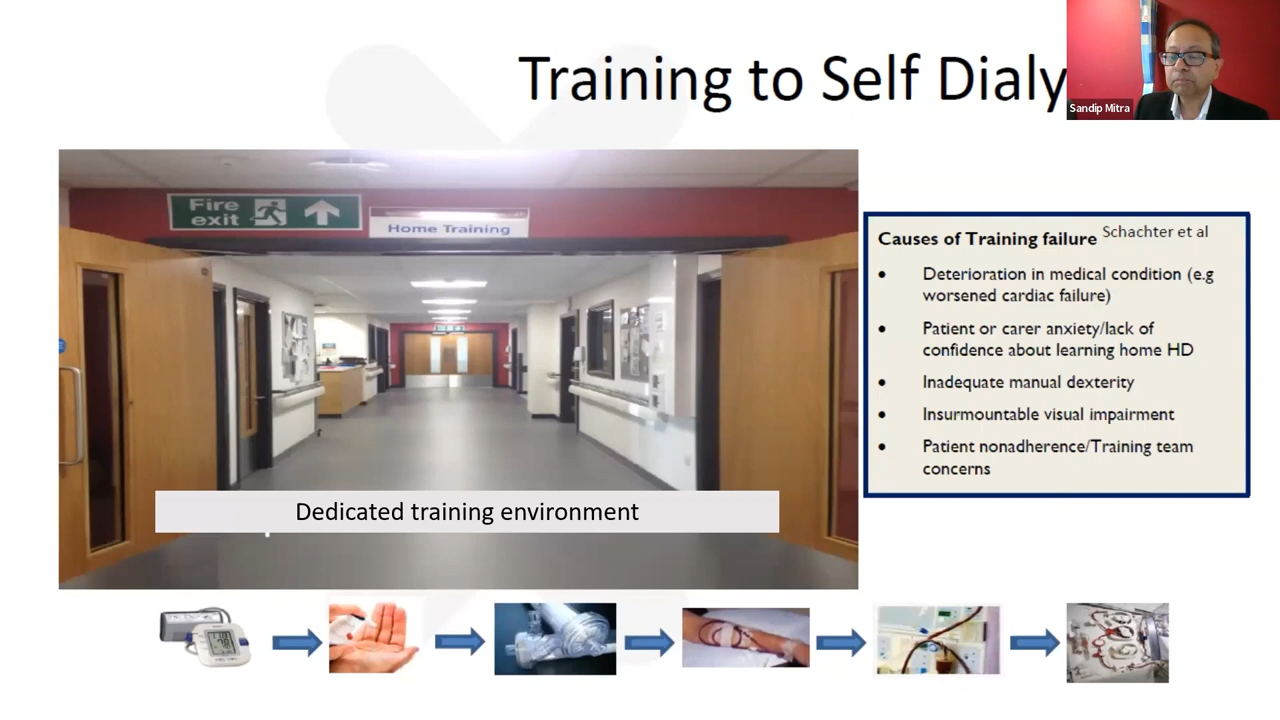 Training to Self Dialy
Sandip Mitra
Fire
exit
Home Training
Dedicated training environment
Causes of Training failure Schachter et al
• Deterioration in medical condition (e.g
worsened cardiac failure)
• Patient or carer anxiety/lack of
confidence about learning home HD
• Inadequate manual dexterity
• Insurmountable visual impairment
• Patient nonadherence/Training team
concerns